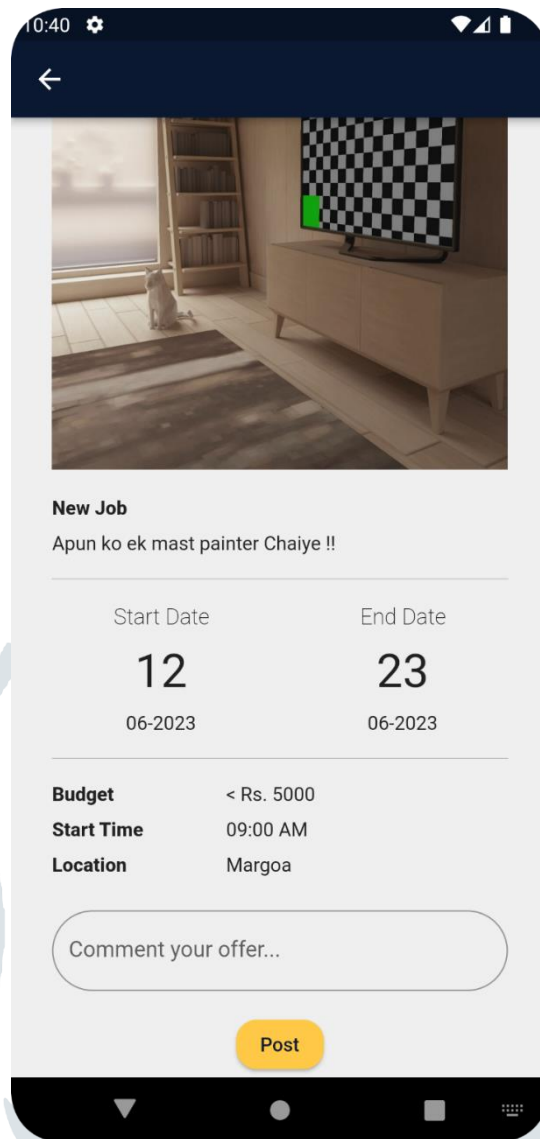 10:40
New Job
Apun ko ek mast painter Chaiye !!
Start Date End Date
12 23
06-2023 06-2023
Budget < Rs. 5000
Start Time 09:00 AM
Location Margoa
Comment your offer...
Post